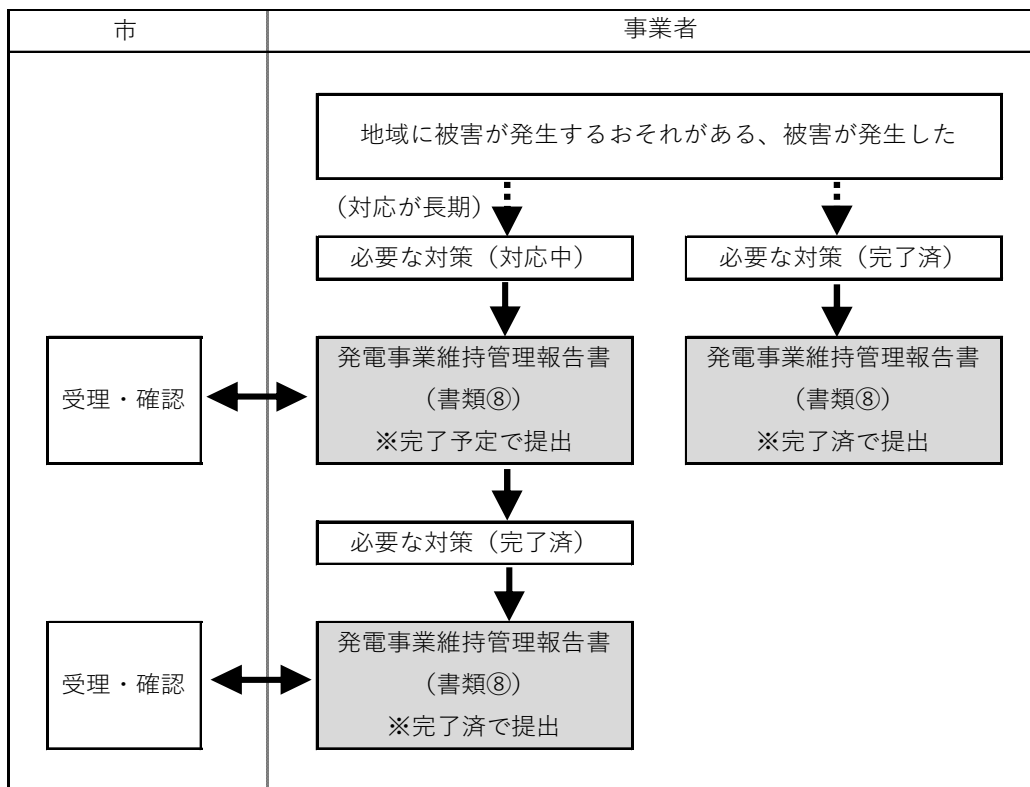 市
事業者
地域に被害が発生するおそれがある、被害が発生した
（対応が長期）
必要な対策（対応中）
必要な対策（完了済）
受理・確認
発電事業維持管理報告書
（書類⑧）
※完了予定で提出
発電事業維持管理報告書
（書類⑧）
※完了済で提出
必要な対策（完了済）
受理・確認
発電事業維持管理報告書
（書類⑧）
※完了済で提出